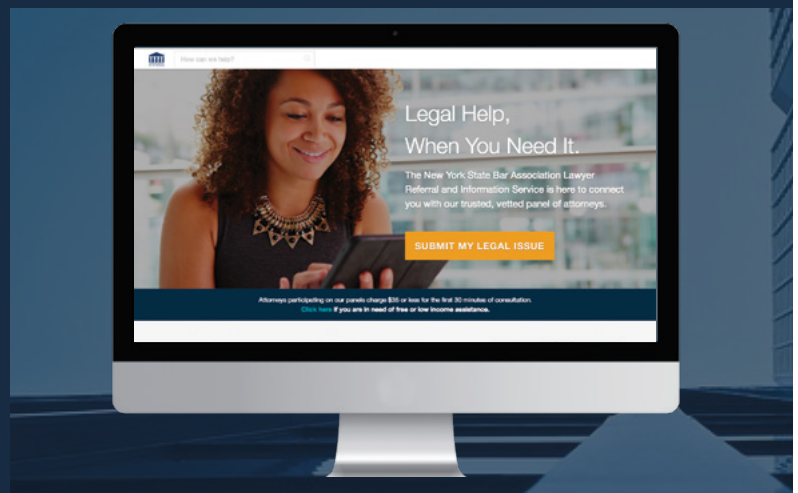 How can we help?
Legal Help,
When You Need It.
The New York State Bar Association Lawyer
Referral and Information Service is here to connect
you with our trusted, vetted panel of attorneys.
SUBMIT MY LEGAL ISSUE
Attorneys participating on our panels charge $35 or less for the first 30 minutes of consultation.
Click here if you are in need of free or low income assistance.